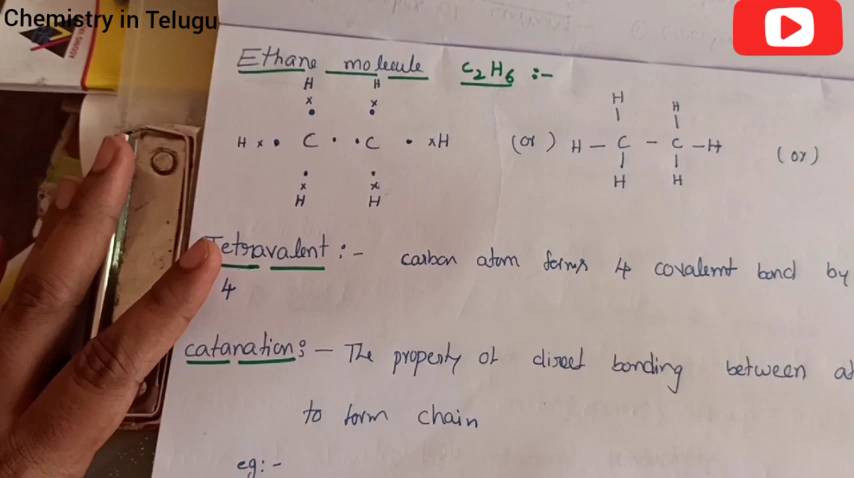 Chemistry in Telugu
Ethane molecule C2H6 :-
H H
x x
• •
H x • C • • C • xH
• •
x x
H H
(or)
H H
| |
H — C — C — H
| |
H H
(or)
Tetravalent :- carbon atom forms 4 covalent bond by
4
catanation :- The property of direct bonding between
to form chain
eg:-